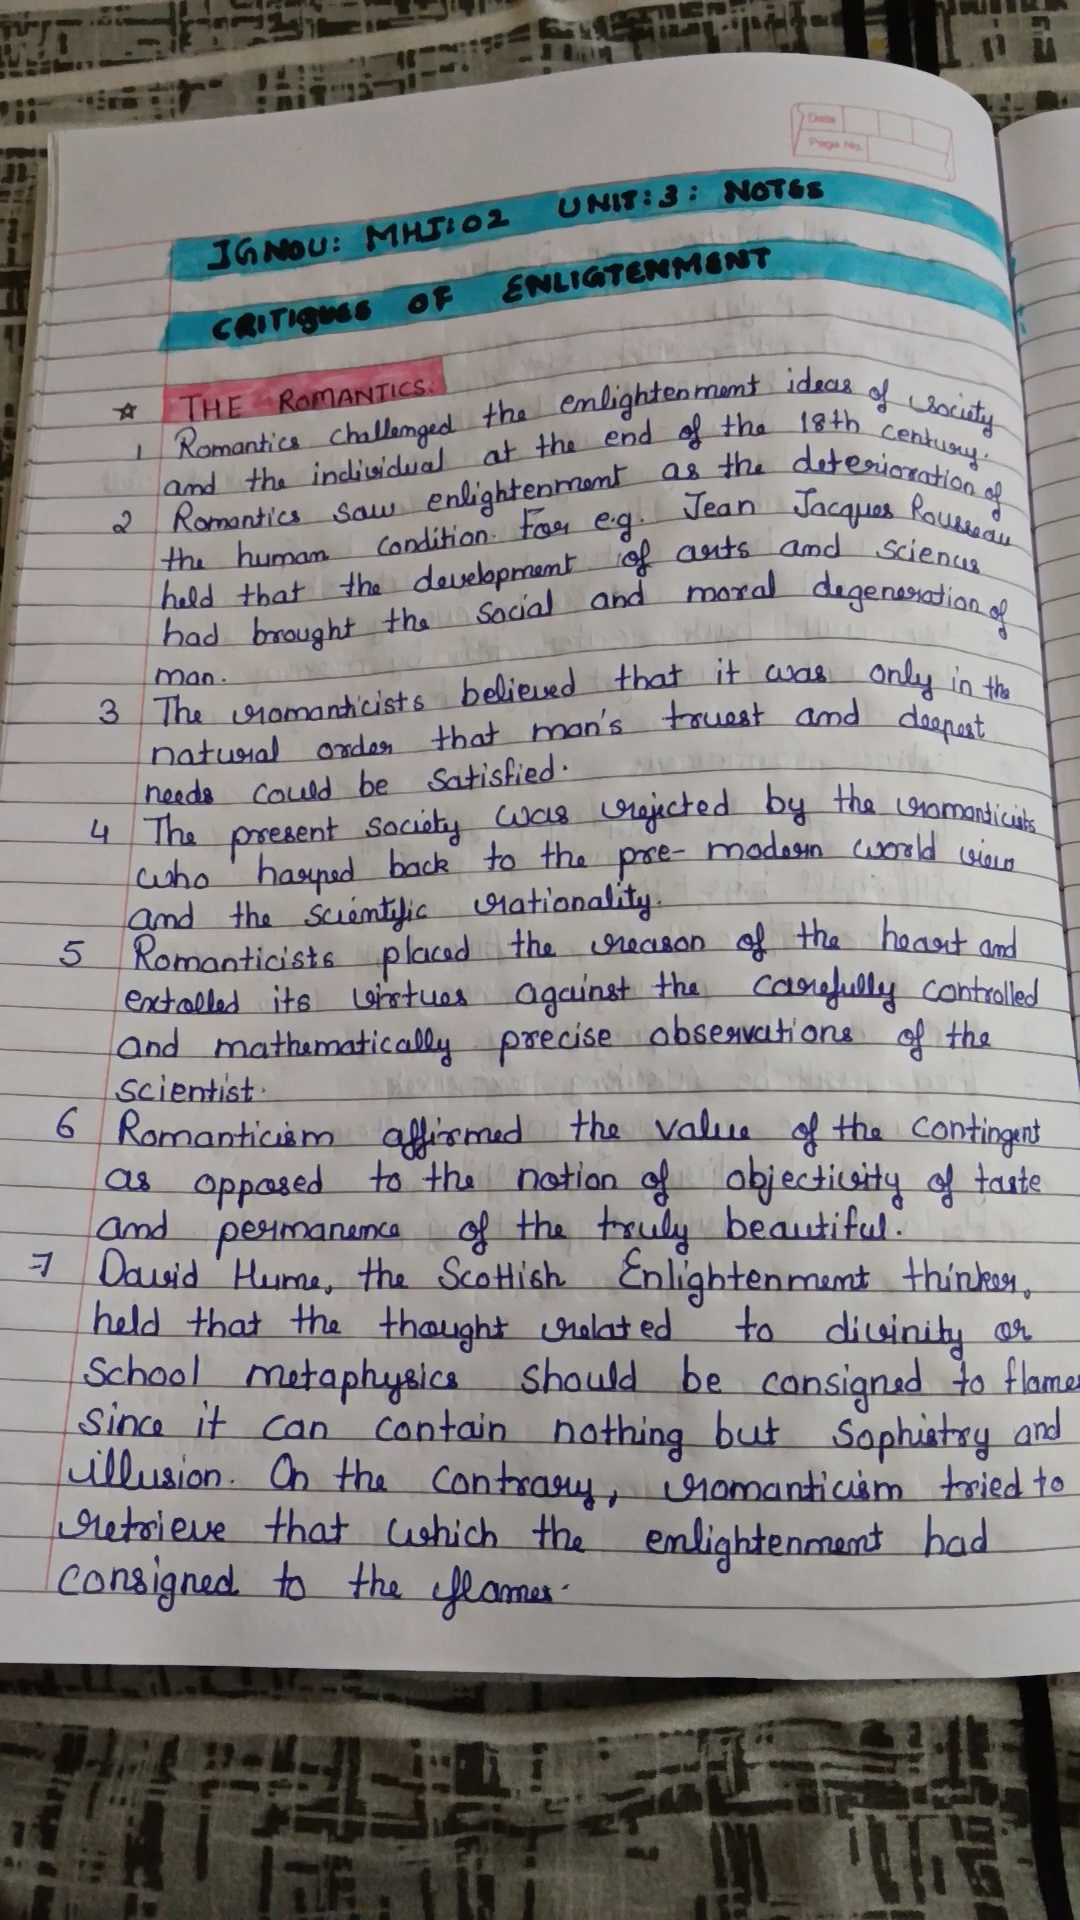 Date
Page No.
IGNOU: MHI:02 UNIT:3: NOTES
CRITIQUES OF ENLIGTENMENT
☆ THE ROMANTICS:
1 Romantics challenged the enlightenment ideas of society
and the individual at the end of the 18th century.
2 Romantics saw enlightenment as the deterioration of
the human condition. For e.g. Jean Jacques Rousseau
held that the development of arts and sciences
had brought the social and moral degeneration of
man.
3 The romanticists believed that it was only in the
natural order that man's truest and deepest
needs could be satisfied.
4 The present society was rejected by the romanticists
who harped back to the pre-modern world view
and the scientific rationality.
5 Romanticists placed the reason of the heart and
extolled its virtues against the carefully controlled
and mathematically precise observations of the
scientist.
6 Romanticism affirmed the value of the contingent
as opposed to the notion of objectivity of taste
and permanence of the truly beautiful.
7 David Hume, the Scottish Enlightenment thinker,
held that the thought related to divinity or
school metaphysics should be consigned to flames
since it can contain nothing but sophistry and
illusion. On the contrary, romanticism tried to
retrieve that which the enlightenment had
consigned to the flames.